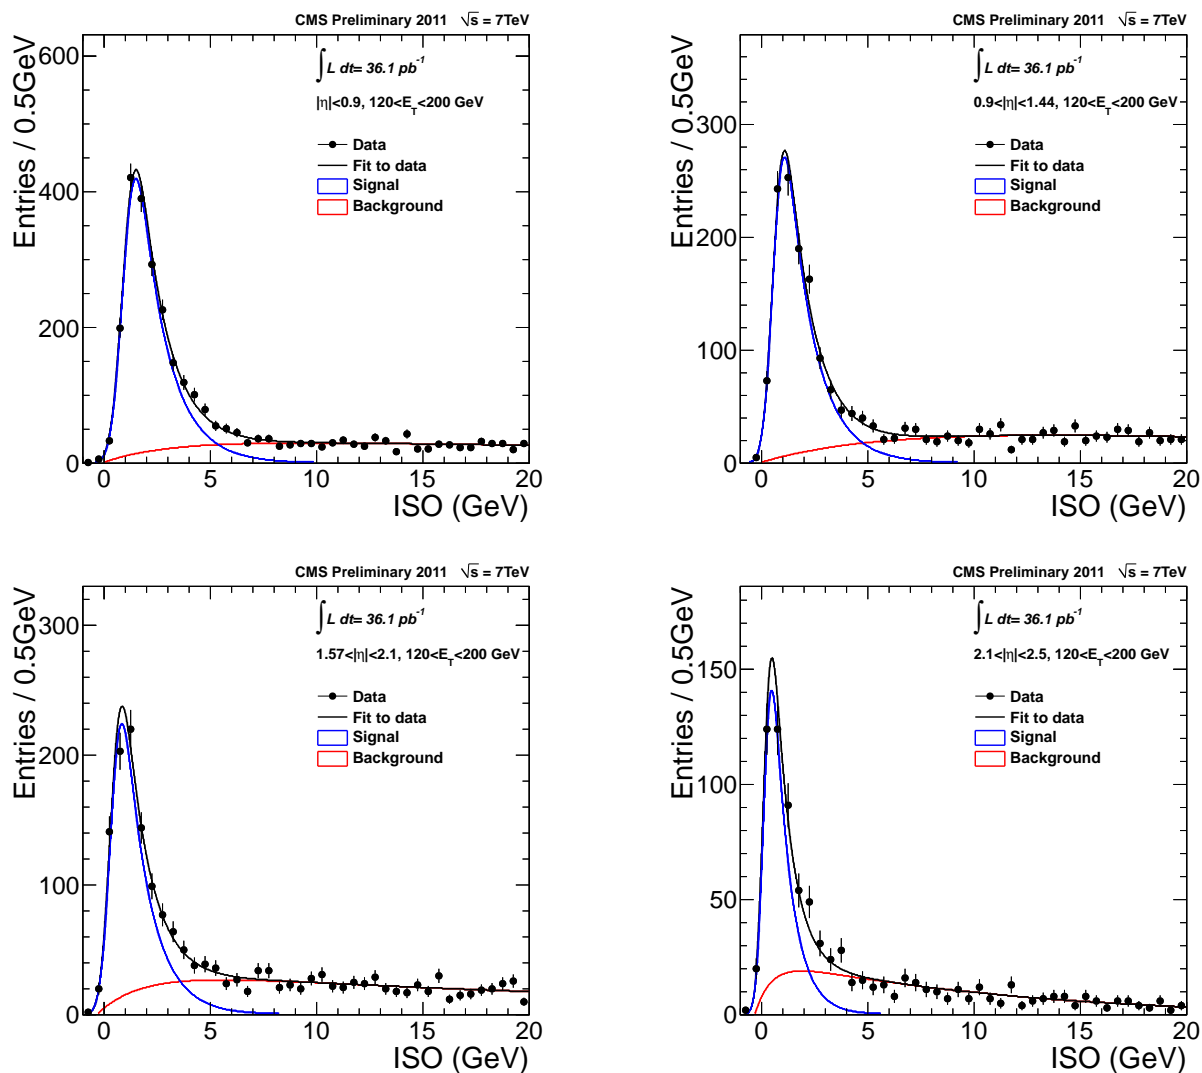 CMS Preliminary 2011 √s = 7TeV
Entries / 0.5GeV
600
400
200
0
∫ L dt= 36.1 pb⁻¹
|η|<0.9, 120<E_T<200 GeV
Data
Fit to data
Signal
Background
0 5 10 15 20
ISO (GeV)
CMS Preliminary 2011 √s = 7TeV
Entries / 0.5GeV
300
200
100
0
∫ L dt= 36.1 pb⁻¹
0.9<|η|<1.44, 120<E_T<200 GeV
Data
Fit to data
Signal
Background
0 5 10 15 20
ISO (GeV)
CMS Preliminary 2011 √s = 7TeV
Entries / 0.5GeV
300
200
100
0
∫ L dt= 36.1 pb⁻¹
1.57<|η|<2.1, 120<E_T<200 GeV
Data
Fit to data
Signal
Background
0 5 10 15 20
ISO (GeV)
CMS Preliminary 2011 √s = 7TeV
Entries / 0.5GeV
150
100
50
0
∫ L dt= 36.1 pb⁻¹
2.1<|η|<2.5, 120<E_T<200 GeV
Data
Fit to data
Signal
Background
0 5 10 15 20
ISO (GeV)